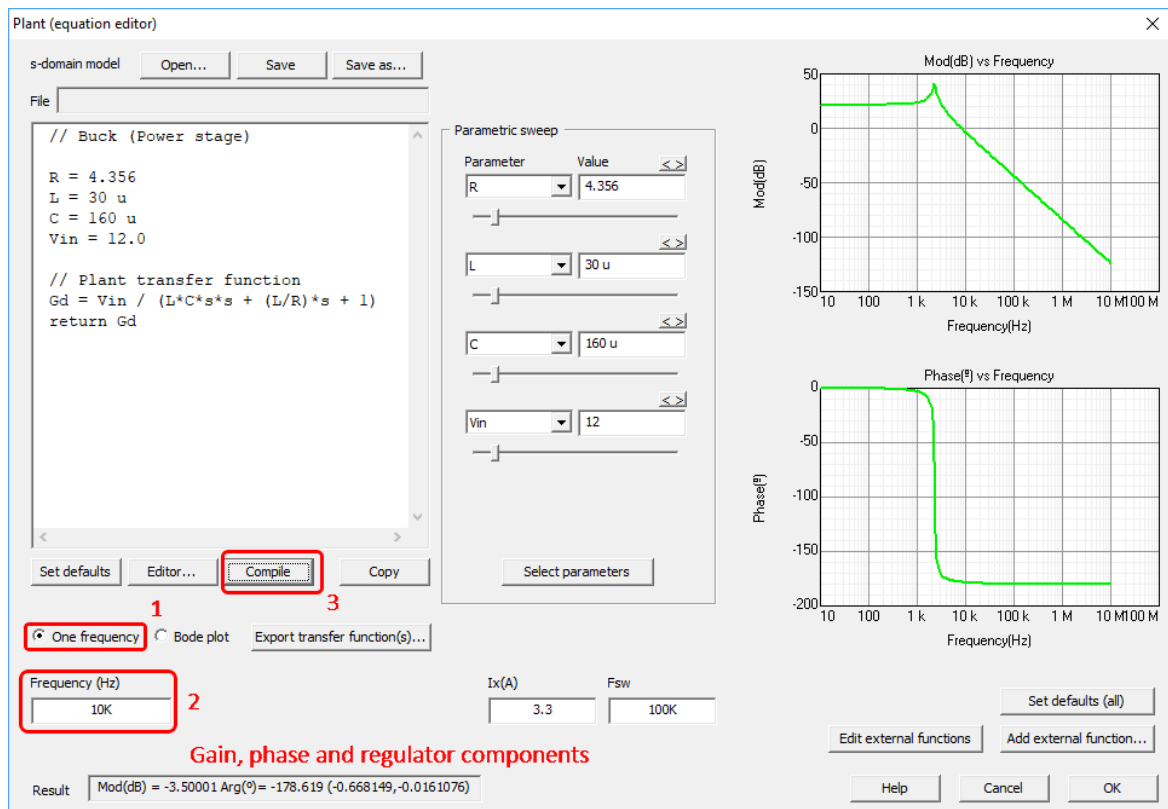 Plant (equation editor)
s-domain model
Open...
Save
Save as...
File
// Buck (Power stage)
R = 4.356
L = 30 u
C = 160 u
Vin = 12.0
// Plant transfer function
Gd = Vin / (L*C*s*s + (L/R)*s + 1)
return Gd
Set defaults
Editor...
Compile
Copy
1
3
One frequency
Bode plot
Export transfer function(s)...
Frequency (Hz)
10K
2
Parametric sweep
Parameter
Value
< >
R
4.356
< >
L
30 u
< >
C
160 u
< >
Vin
12
Select parameters
Ix(A)
3.3
Fsw
100K
Gain, phase and regulator components
Result
Mod(dB) = -3.50001 Arg(º)= -178.619 (-0.668149,-0.0161076)
Mod(dB) vs Frequency
Mod(dB)
50
0
-50
-100
-150
10
100
1 k
10 k
100 k
1 M
10 M
100 M
Frequency(Hz)
Phase(º) vs Frequency
Phase(º)
0
-50
-100
-150
-200
10
100
1 k
10 k
100 k
1 M
10 M
100 M
Frequency(Hz)
Set defaults (all)
Edit external functions
Add external function...
Help
Cancel
OK